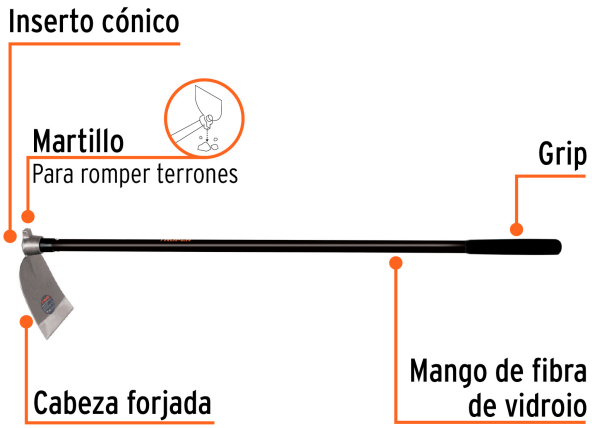 Inserto cónico
Martillo
Para romper terrones
Grip
Mango de fibra
de vidroio
Cabeza forjada